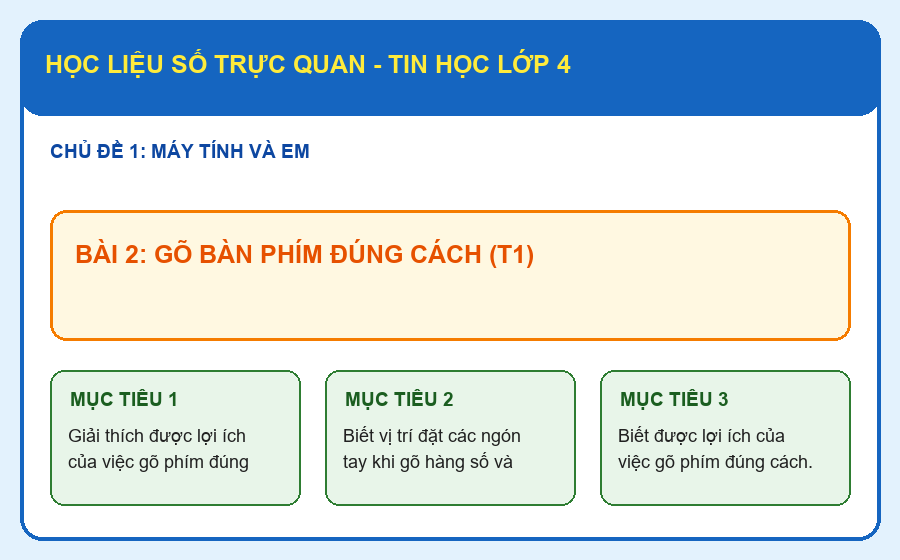 HỌC LIỆU SỐ TRỰC QUAN - TIN HỌC LỚP 4
CHỦ ĐỀ 1: MÁY TÍNH VÀ EM
BÀI 2: GÕ BÀN PHÍM ĐÚNG CÁCH (T1)
MỤC TIÊU 1
Giải thích được lợi ích
của việc gõ phím đúng
MỤC TIÊU 2
Biết vị trí đặt các ngón
tay khi gõ hàng số và
MỤC TIÊU 3
Biết được lợi ích của
việc gõ phím đúng cách.